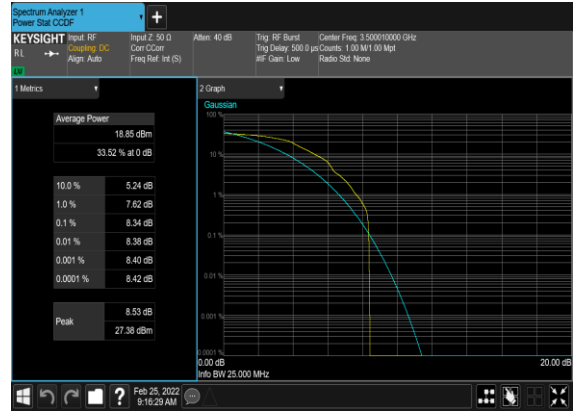 Spectrum Analyzer 1
Power Stat CCDF
KEYSIGHT
R L
LM
Input: RF
Coupling: DC
Align: Auto
Input Z: 50 Ω
Corr CCorr
Freq Ref: Int (S)
Atten: 40 dB
Trig: RF Burst
Trig Delay: 500.0 µs
#IF Gain: Low
Center Freq: 3.500010000 GHz
Counts: 1.00 M/1.00 Mpt
Radio Std: None
1 Metrics
Average Power
18.85 dBm
33.52 % at 0 dB
10.0 % 5.24 dB
1.0 % 7.62 dB
0.1 % 8.34 dB
0.01 % 8.38 dB
0.001 % 8.40 dB
0.0001 % 8.42 dB
Peak
8.53 dB
27.38 dBm
2 Graph
Gaussian
100 %
10 %
1 %
0.1 %
0.01 %
0.001 %
0.0001 %
0.00 dB
20.00 dB
Info BW 25.000 MHz
?
Feb 25, 2022
9:16:29 AM